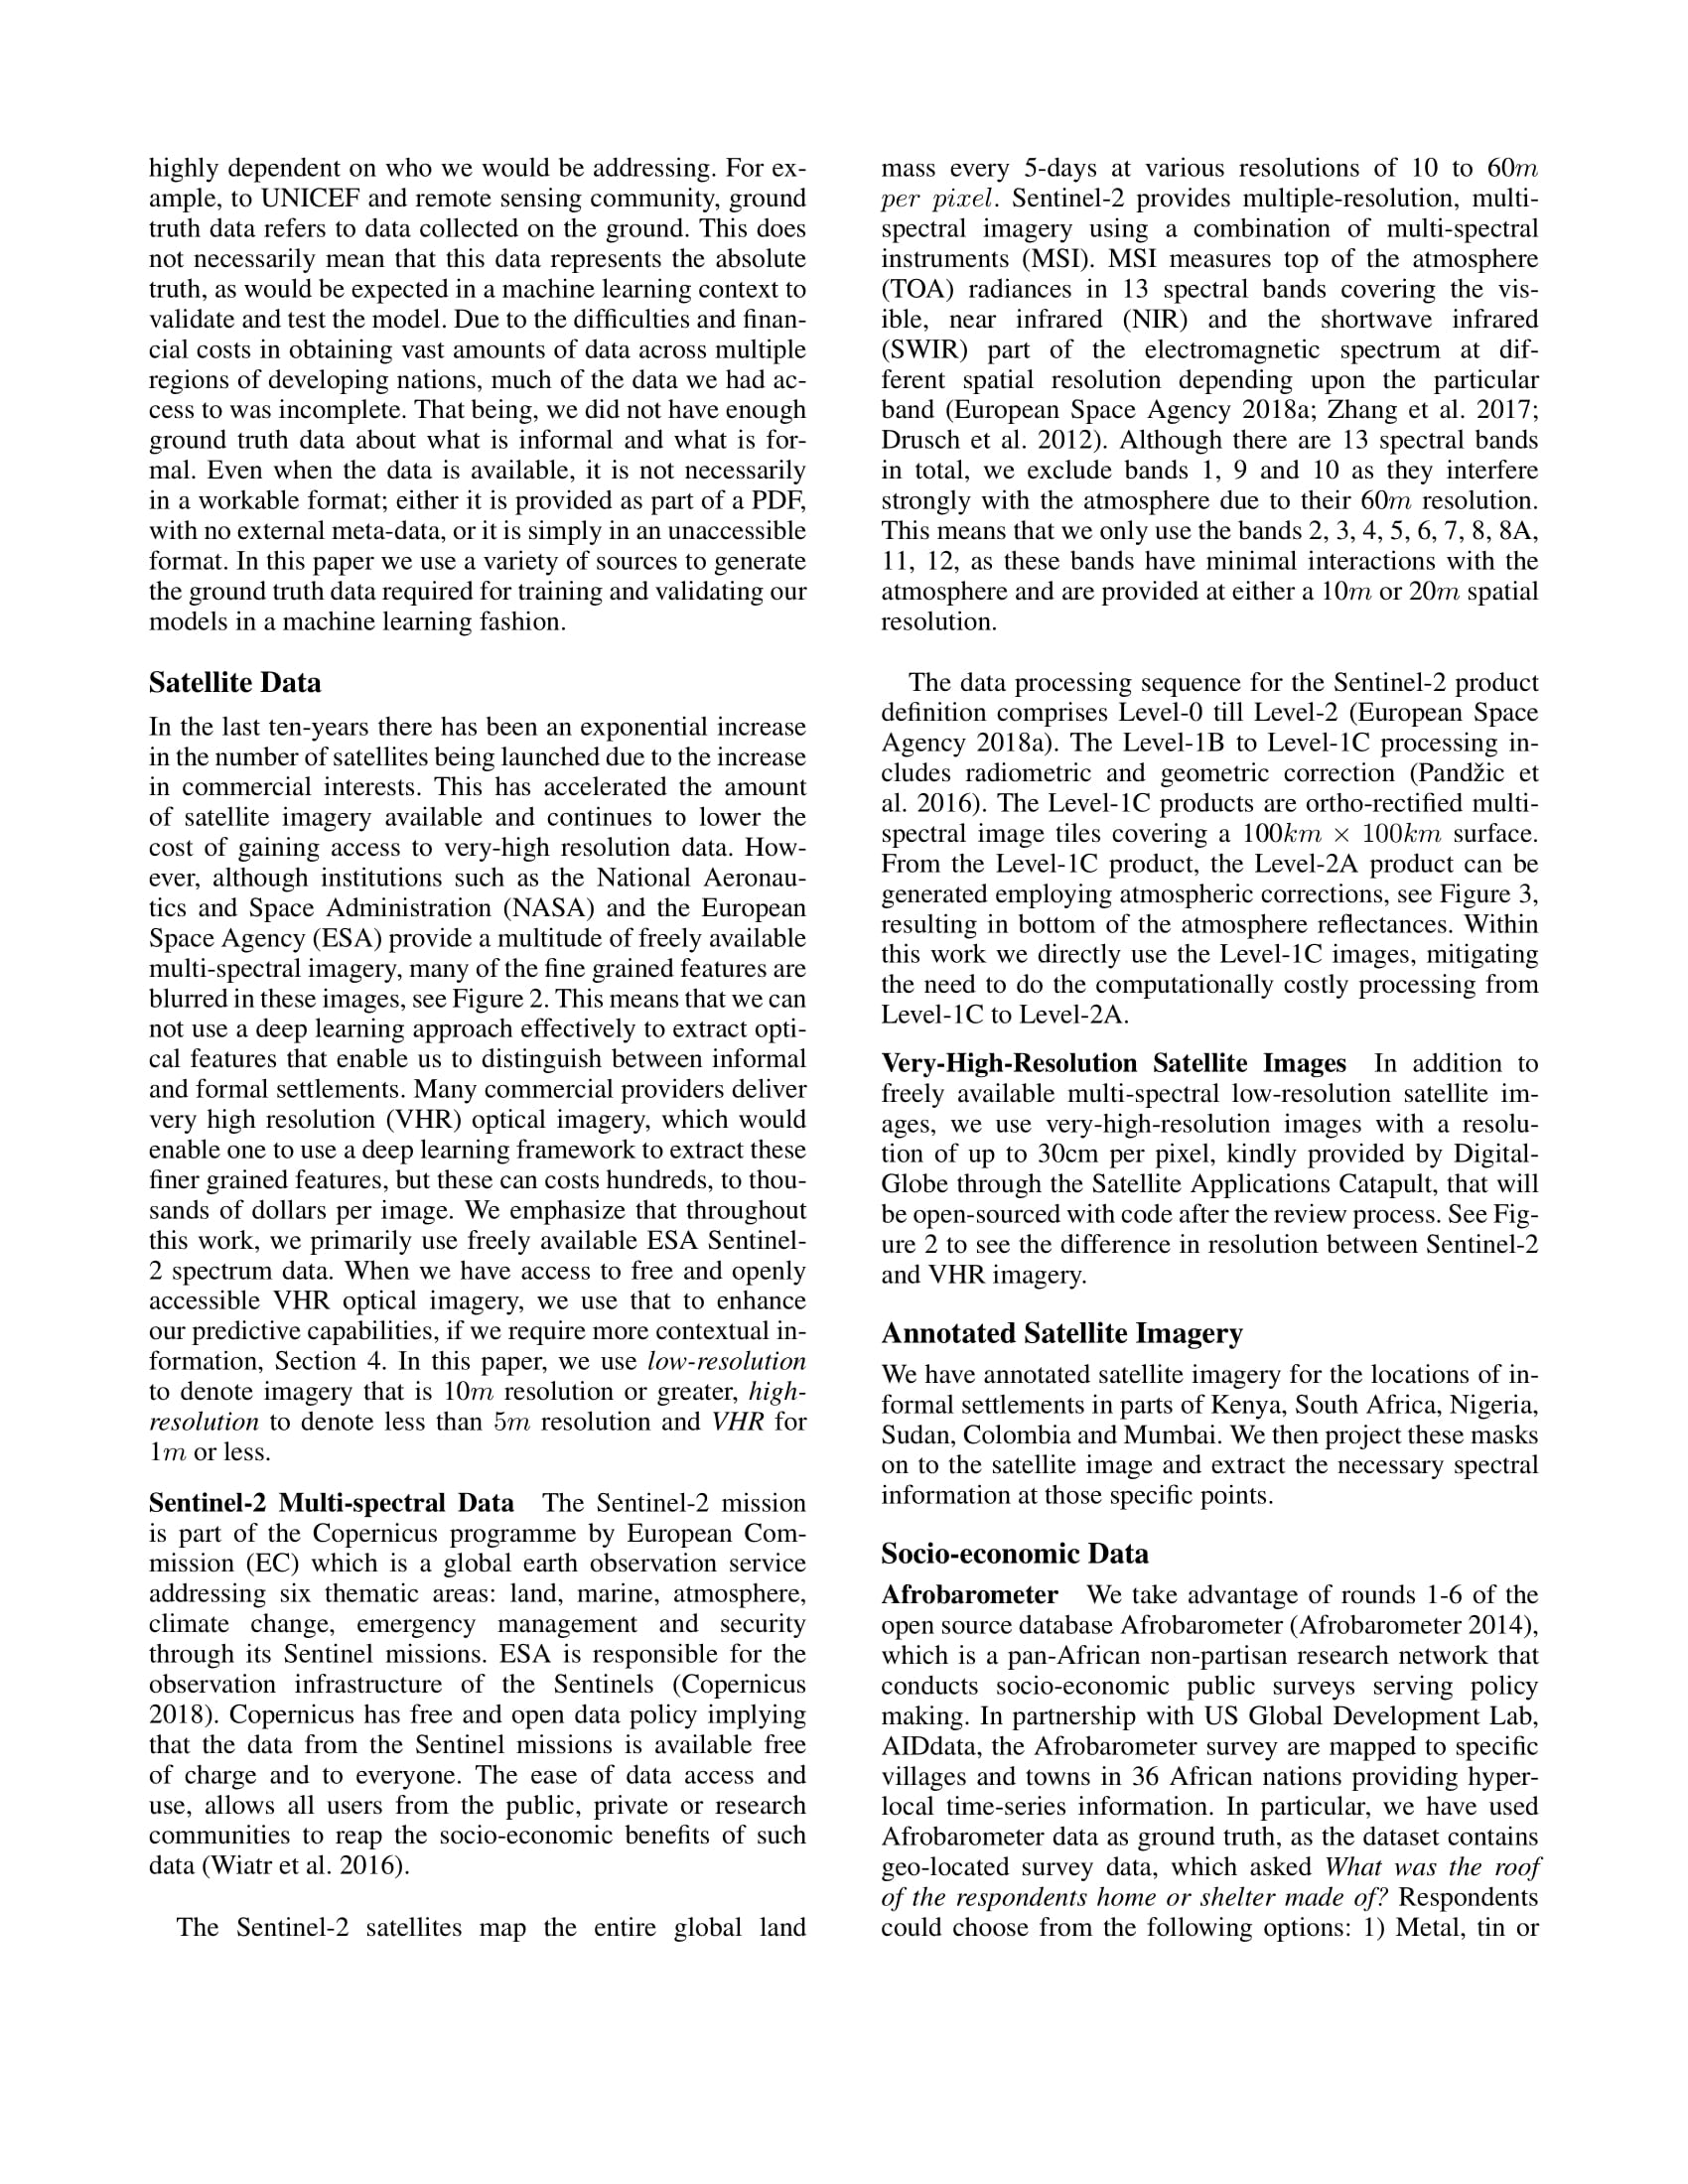 highly dependent on who we would be addressing. For ex-
ample, to UNICEF and remote sensing community, ground
truth data refers to data collected on the ground. This does
not necessarily mean that this data represents the absolute
truth, as would be expected in a machine learning context to
validate and test the model. Due to the difficulties and finan-
cial costs in obtaining vast amounts of data across multiple
regions of developing nations, much of the data we had ac-
cess to was incomplete. That being, we did not have enough
ground truth data about what is informal and what is for-
mal. Even when the data is available, it is not necessarily
in a workable format; either it is provided as part of a PDF,
with no external meta-data, or it is simply in an unaccessible
format. In this paper we use a variety of sources to generate
the ground truth data required for training and validating our
models in a machine learning fashion.
Satellite Data
In the last ten-years there has been an exponential increase
in the number of satellites being launched due to the increase
in commercial interests. This has accelerated the amount
of satellite imagery available and continues to lower the
cost of gaining access to very-high resolution data. How-
ever, although institutions such as the National Aeronau-
tics and Space Administration (NASA) and the European
Space Agency (ESA) provide a multitude of freely available
multi-spectral imagery, many of the fine grained features are
blurred in these images, see Figure 2. This means that we can
not use a deep learning approach effectively to extract opti-
cal features that enable us to distinguish between informal
and formal settlements. Many commercial providers deliver
very high resolution (VHR) optical imagery, which would
enable one to use a deep learning framework to extract these
finer grained features, but these can costs hundreds, to thou-
sands of dollars per image. We emphasize that throughout
this work, we primarily use freely available ESA Sentinel-
2 spectrum data. When we have access to free and openly
accessible VHR optical imagery, we use that to enhance
our predictive capabilities, if we require more contextual in-
formation, Section 4. In this paper, we use low-resolution
to denote imagery that is 10m resolution or greater, high-
resolution to denote less than 5m resolution and VHR for
1m or less.
Sentinel-2 Multi-spectral Data The Sentinel-2 mission
is part of the Copernicus programme by European Com-
mission (EC) which is a global earth observation service
addressing six thematic areas: land, marine, atmosphere,
climate change, emergency management and security
through its Sentinel missions. ESA is responsible for the
observation infrastructure of the Sentinels (Copernicus
2018). Copernicus has free and open data policy implying
that the data from the Sentinel missions is available free
of charge and to everyone. The ease of data access and
use, allows all users from the public, private or research
communities to reap the socio-economic benefits of such
data (Wiatr et al. 2016).
The Sentinel-2 satellites map the entire global land
mass every 5-days at various resolutions of 10 to 60m
per pixel. Sentinel-2 provides multiple-resolution, multi-
spectral imagery using a combination of multi-spectral
instruments (MSI). MSI measures top of the atmosphere
(TOA) radiances in 13 spectral bands covering the vis-
ible, near infrared (NIR) and the shortwave infrared
(SWIR) part of the electromagnetic spectrum at dif-
ferent spatial resolution depending upon the particular
band (European Space Agency 2018a; Zhang et al. 2017;
Drusch et al. 2012). Although there are 13 spectral bands
in total, we exclude bands 1, 9 and 10 as they interfere
strongly with the atmosphere due to their 60m resolution.
This means that we only use the bands 2, 3, 4, 5, 6, 7, 8, 8A,
11, 12, as these bands have minimal interactions with the
atmosphere and are provided at either a 10m or 20m spatial
resolution.
The data processing sequence for the Sentinel-2 product
definition comprises Level-0 till Level-2 (European Space
Agency 2018a). The Level-1B to Level-1C processing in-
cludes radiometric and geometric correction (Pandžic et
al. 2016). The Level-1C products are ortho-rectified multi-
spectral image tiles covering a 100km × 100km surface.
From the Level-1C product, the Level-2A product can be
generated employing atmospheric corrections, see Figure 3,
resulting in bottom of the atmosphere reflectances. Within
this work we directly use the Level-1C images, mitigating
the need to do the computationally costly processing from
Level-1C to Level-2A.
Very-High-Resolution Satellite Images In addition to
freely available multi-spectral low-resolution satellite im-
ages, we use very-high-resolution images with a resolu-
tion of up to 30cm per pixel, kindly provided by Digital-
Globe through the Satellite Applications Catapult, that will
be open-sourced with code after the review process. See Fig-
ure 2 to see the difference in resolution between Sentinel-2
and VHR imagery.
Annotated Satellite Imagery
We have annotated satellite imagery for the locations of in-
formal settlements in parts of Kenya, South Africa, Nigeria,
Sudan, Colombia and Mumbai. We then project these masks
on to the satellite image and extract the necessary spectral
information at those specific points.
Socio-economic Data
Afrobarometer We take advantage of rounds 1-6 of the
open source database Afrobarometer (Afrobarometer 2014),
which is a pan-African non-partisan research network that
conducts socio-economic public surveys serving policy
making. In partnership with US Global Development Lab,
AIDdata, the Afrobarometer survey are mapped to specific
villages and towns in 36 African nations providing hyper-
local time-series information. In particular, we have used
Afrobarometer data as ground truth, as the dataset contains
geo-located survey data, which asked What was the roof
of the respondents home or shelter made of? Respondents
could choose from the following options: 1) Metal, tin or